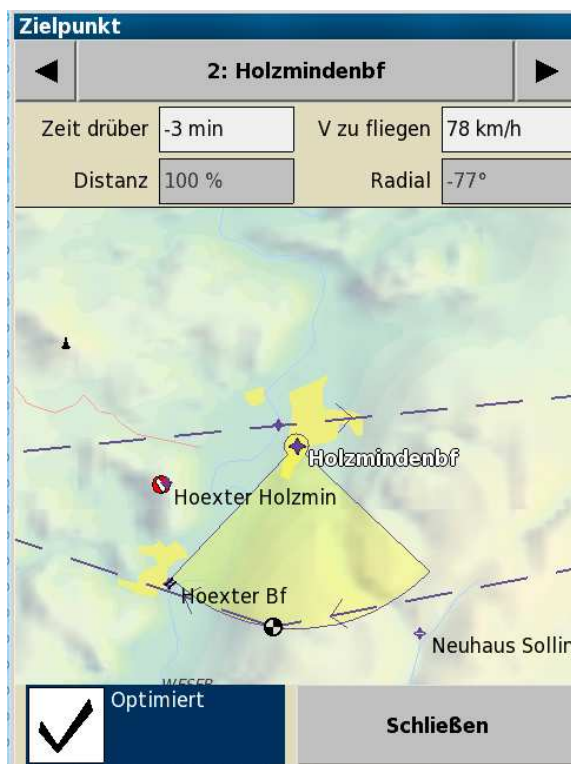 Zielpunkt
2: Holzmindenbf
Zeit drüber -3 min V zu fliegen 78 km/h
Distanz 100 % Radial -77°
Holzmindenbf
Hoexter Holzmin
Hoexter Bf
Neuhaus Sollin
WESER
Optimiert
Schließen